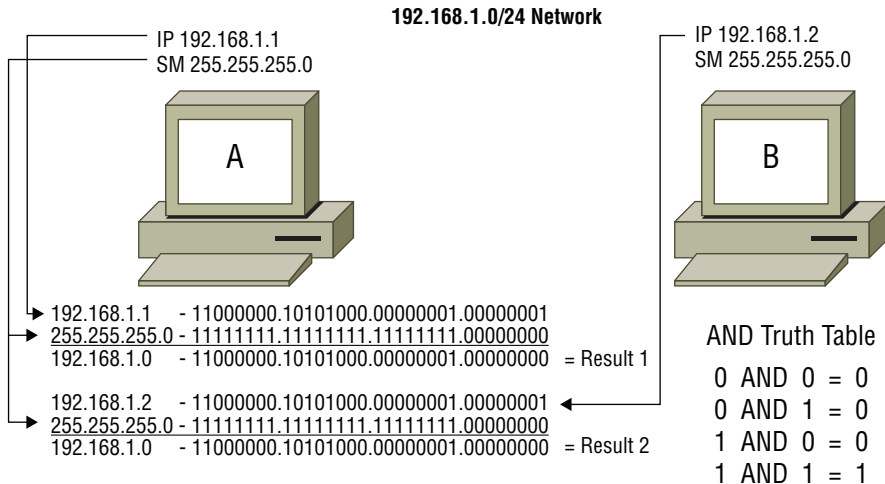 192.168.1.0/24 Network
IP 192.168.1.1
SM 255.255.255.0
IP 192.168.1.2
SM 255.255.255.0
A
B
192.168.1.1 - 11000000.10101000.00000001.00000001
255.255.255.0 - 11111111.11111111.11111111.00000000
192.168.1.0 - 11000000.10101000.00000001.00000000 = Result 1
192.168.1.2 - 11000000.10101000.00000001.00000001
255.255.255.0 - 11111111.11111111.11111111.00000000
192.168.1.0 - 11000000.10101000.00000001.00000000 = Result 2
AND Truth Table
0 AND 0 = 0
0 AND 1 = 0
1 AND 0 = 0
1 AND 1 = 1